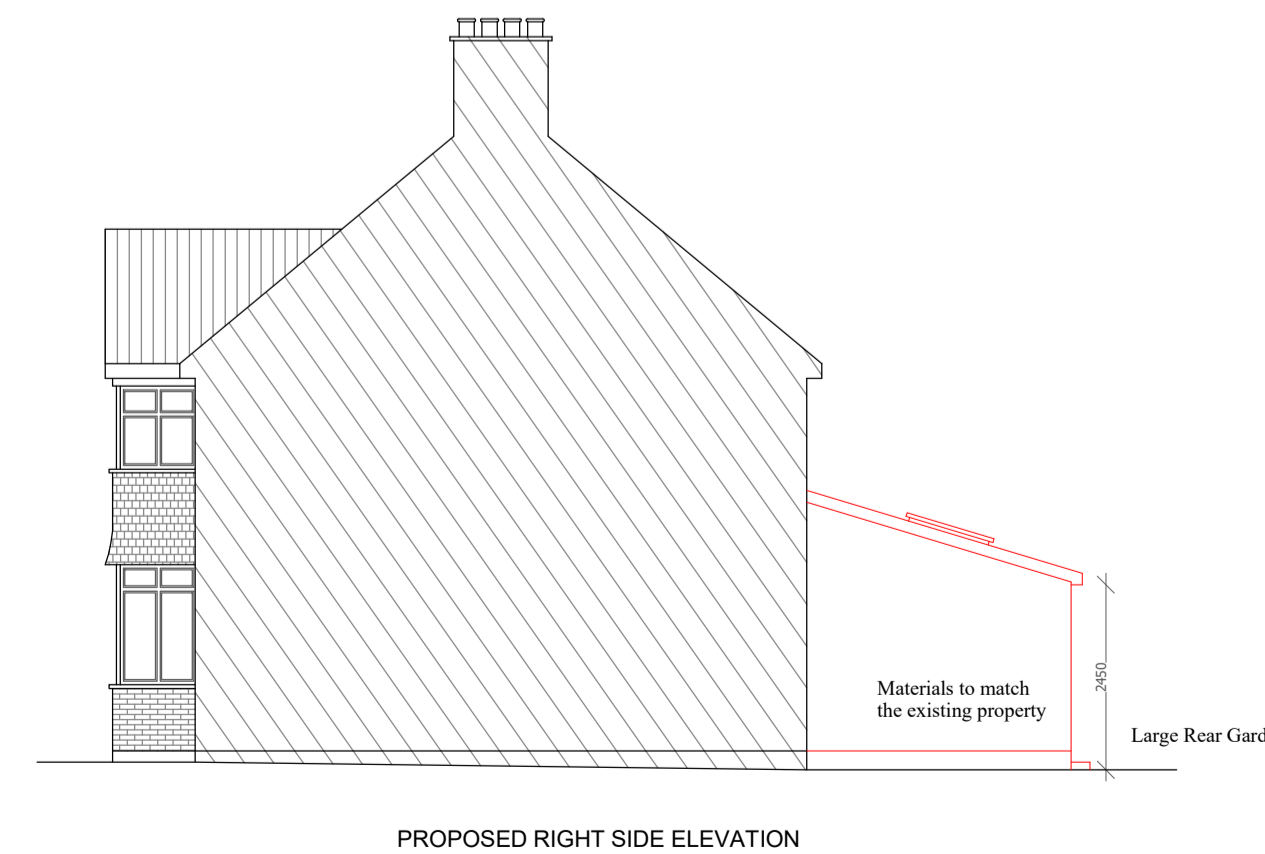 Materials to match
the existing property
2450
Large Rear Gard
PROPOSED RIGHT SIDE ELEVATION